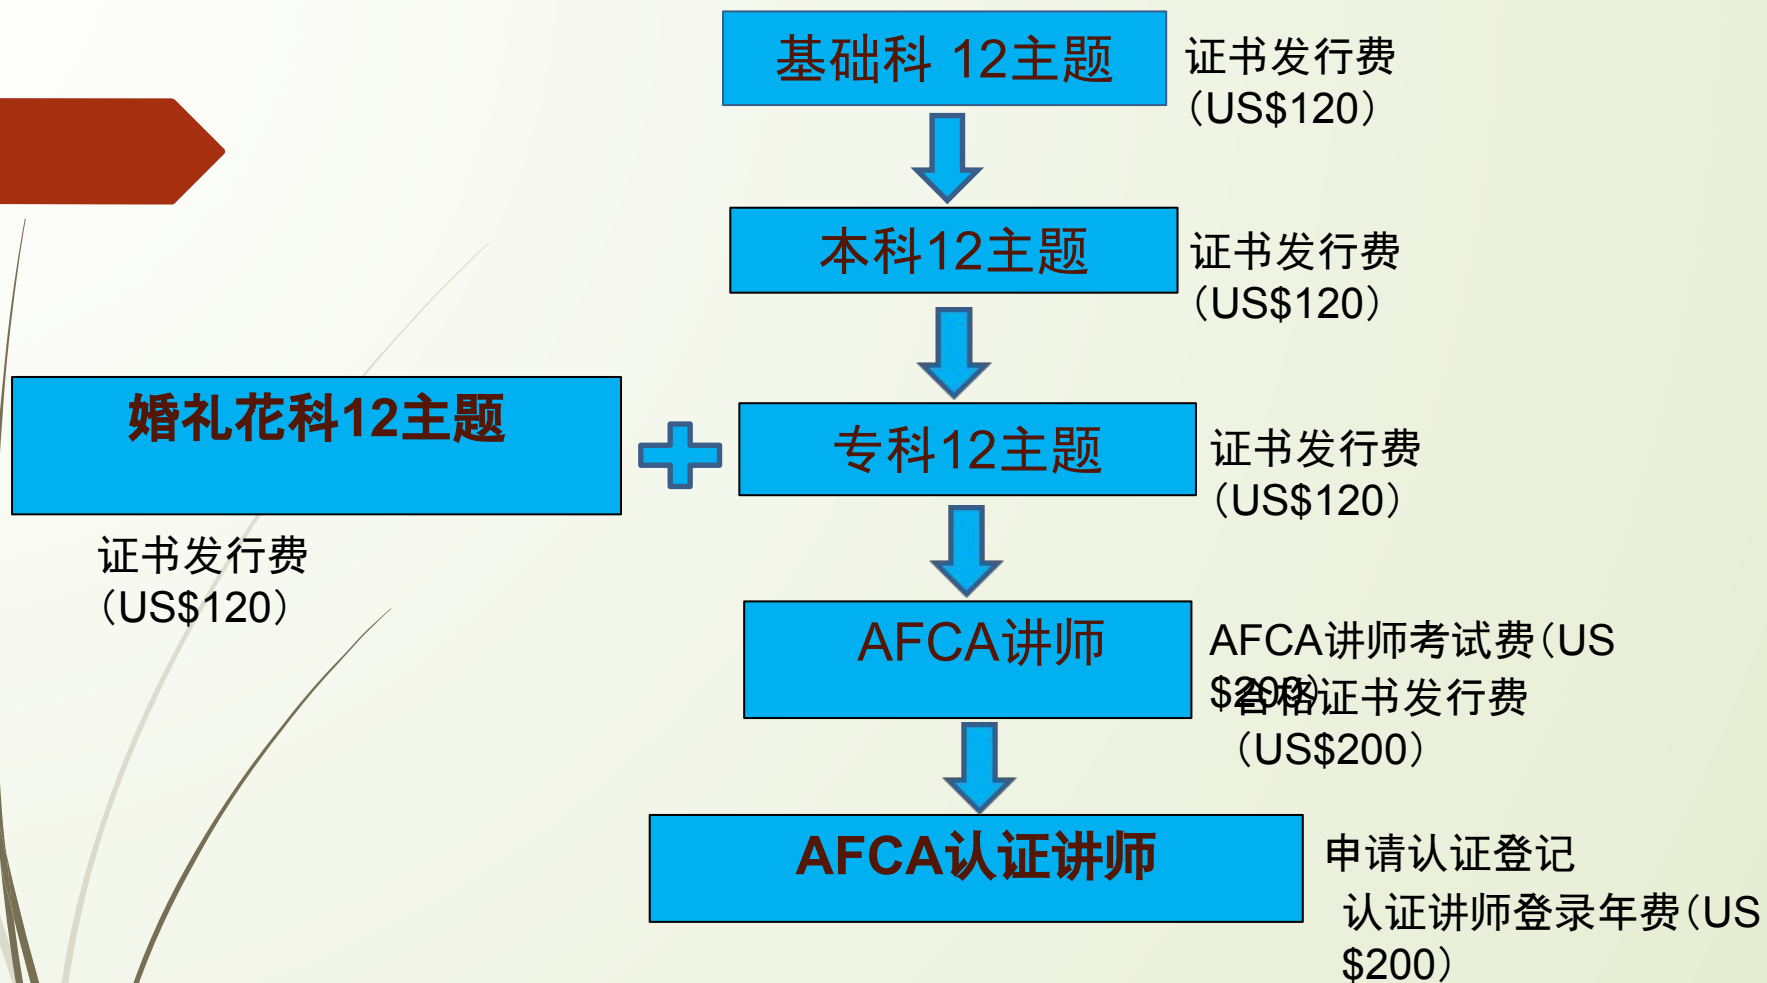 基础科 12主题
证书发行费
（US$120）
本科12主题
证书发行费
（US$120）
婚礼花科12主题
专科12主题
证书发行费
（US$120）
证书发行费
（US$120）
AFCA讲师
AFCA讲师考试费（US
$200）
合格证书发行费
（US$200）
AFCA认证讲师
申请认证登记
认证讲师登录年费（US
$200）